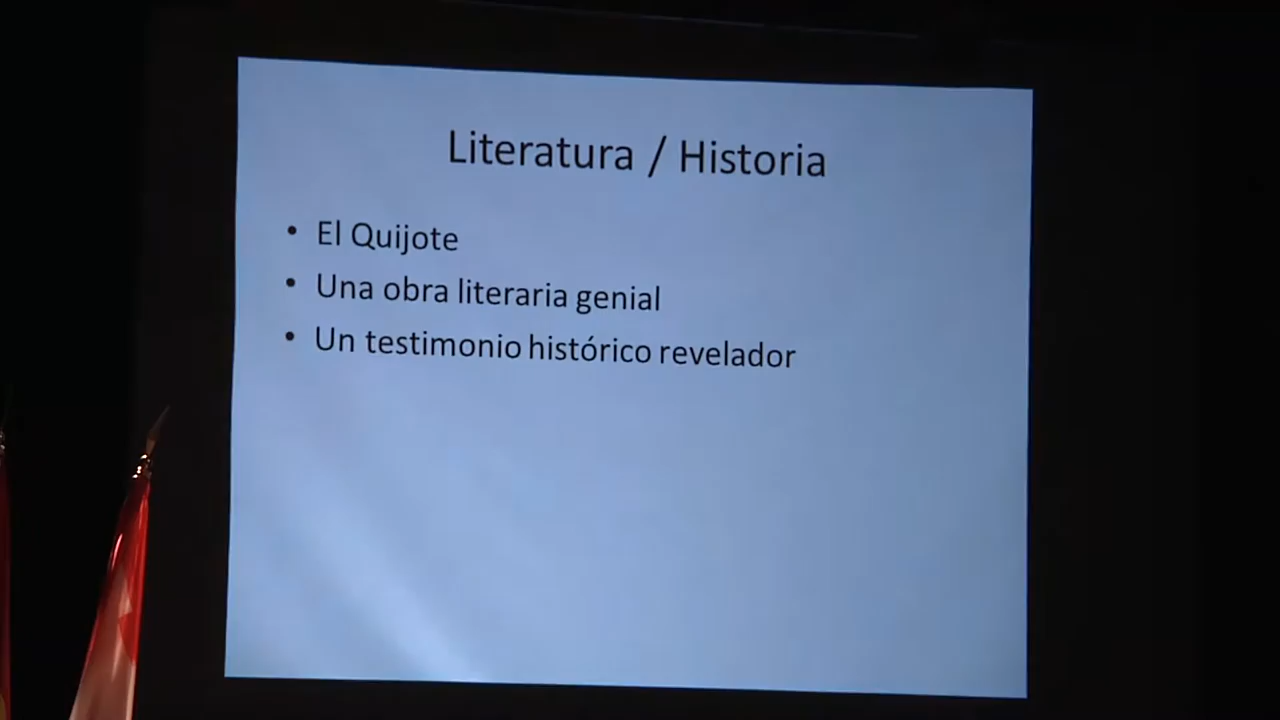 Literatura / Historia
• El Quijote
• Una obra literaria genial
• Un testimonio histórico revelador